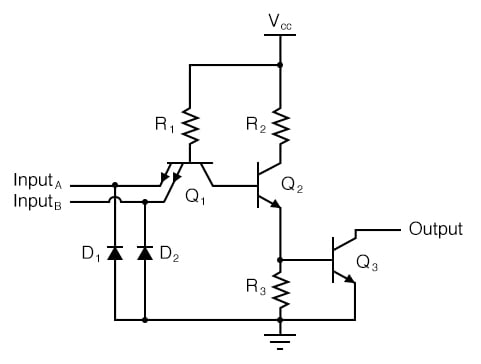 Vcc
R1
R2
InputA
InputB
Q1
Q2
Output
D1
D2
Q3
R3